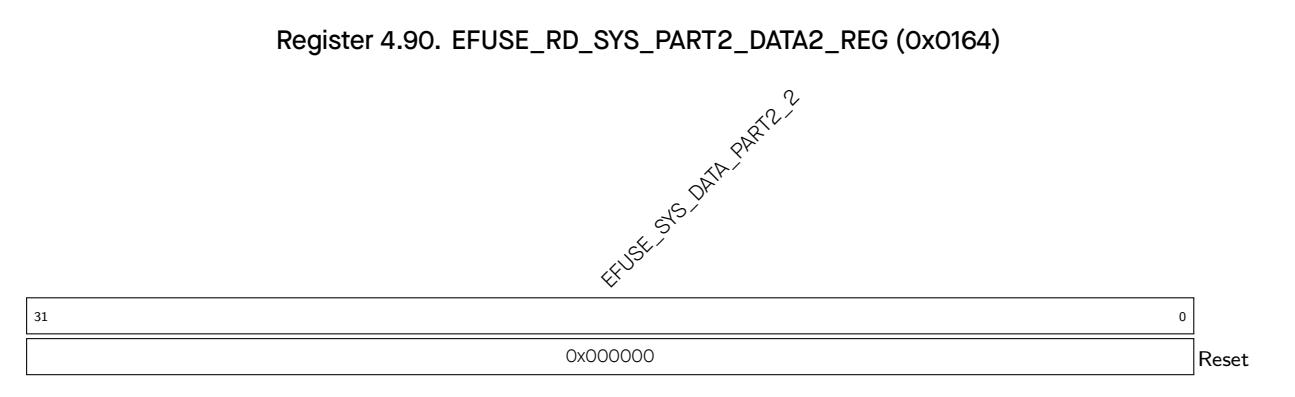 Register 4.90. EFUSE_RD_SYS_PART2_DATA2_REG (0x0164)
EFUSE_SYS_DATA_PART2_2
31 0
0x000000 Reset